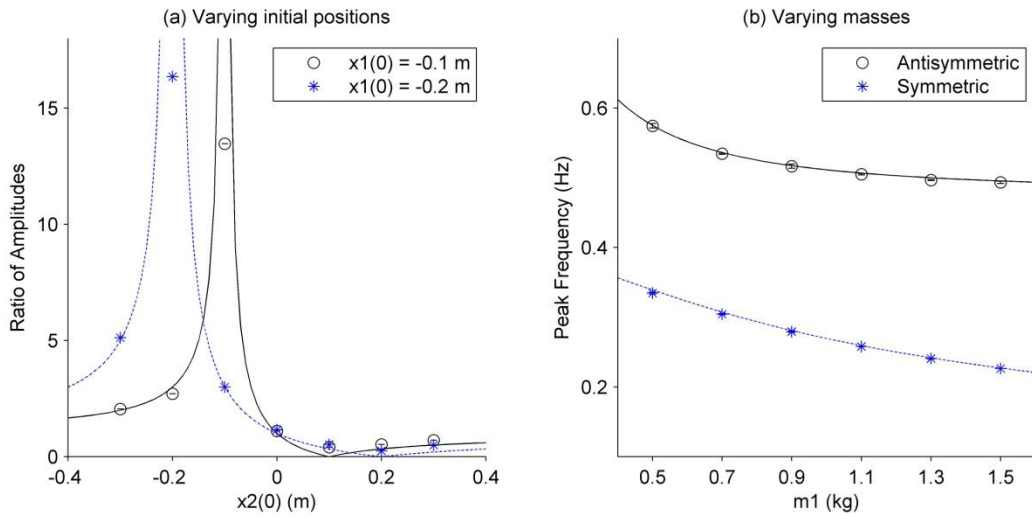 (a) Varying initial positions
x1(0) = -0.1 m
x1(0) = -0.2 m
15
10
5
0
Ratio of Amplitudes
-0.4
-0.2
0
0.2
0.4
x2(0) (m)
(b) Varying masses
Antisymmetric
Symmetric
0.6
0.4
0.2
Peak Frequency (Hz)
0.5
0.7
0.9
1.1
1.3
1.5
m1 (kg)